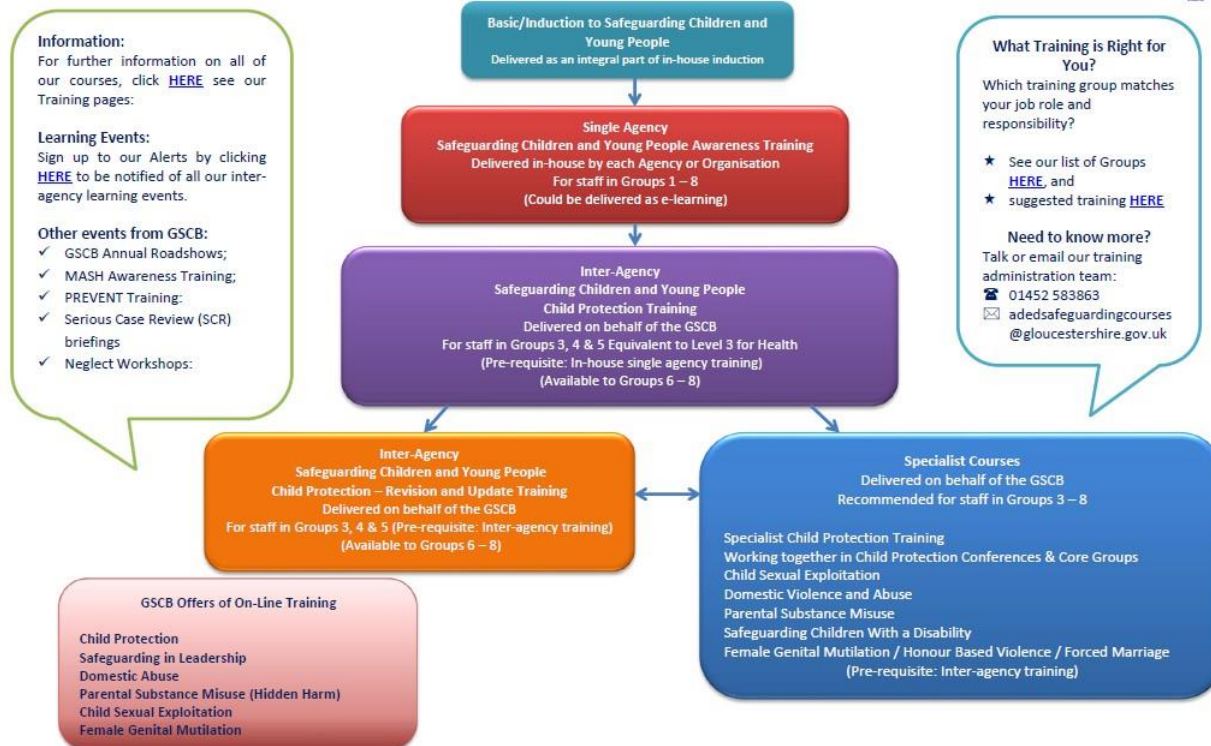 Information:
For further information on all of
our courses, click HERE see our
Training pages:
Learning Events:
Sign up to our Alerts by clicking
HERE to be notified of all our inter-
agency learning events.
Other events from GSCB:
✓ GSCB Annual Roadshows;
✓ MASH Awareness Training;
✓ PREVENT Training:
✓ Serious Case Review (SCR)
briefings
✓ Neglect Workshops:
Basic/Induction to Safeguarding Children and
Young People
Delivered as an integral part of in-house induction
What Training is Right for
You?
Which training group matches
your job role and
responsibility?
★ See our list of Groups
HERE, and
★ suggested training HERE
Need to know more?
Talk or email our training
administration team:
☎ 01452 583863
✉ adedsafeguardingcourses
@gloucestershire.gov.uk
Single Agency
Safeguarding Children and Young People Awareness Training
Delivered in-house by each Agency or Organisation
For staff in Groups 1 – 8
(Could be delivered as e-learning)
Inter-Agency
Safeguarding Children and Young People
Child Protection Training
Delivered on behalf of the GSCB
For staff in Groups 3, 4 & 5 Equivalent to Level 3 for Health
(Pre-requisite: In-house single agency training)
(Available to Groups 6 – 8)
Inter-Agency
Safeguarding Children and Young People
Child Protection – Revision and Update Training
Delivered on behalf of the GSCB
For staff in Groups 3, 4 & 5 (Pre-requisite: Inter-agency training)
(Available to Groups 6 – 8)
Specialist Courses
Delivered on behalf of the GSCB
Recommended for staff in Groups 3 – 8
Specialist Child Protection Training
Working together in Child Protection Conferences & Core Groups
Child Sexual Exploitation
Domestic Violence and Abuse
Parental Substance Misuse
Safeguarding Children With a Disability
Female Genital Mutilation / Honour Based Violence / Forced Marriage
(Pre-requisite: Inter-agency training)
GSCB Offers of On-Line Training
Child Protection
Safeguarding in Leadership
Domestic Abuse
Parental Substance Misuse (Hidden Harm)
Child Sexual Exploitation
Female Genital Mutilation